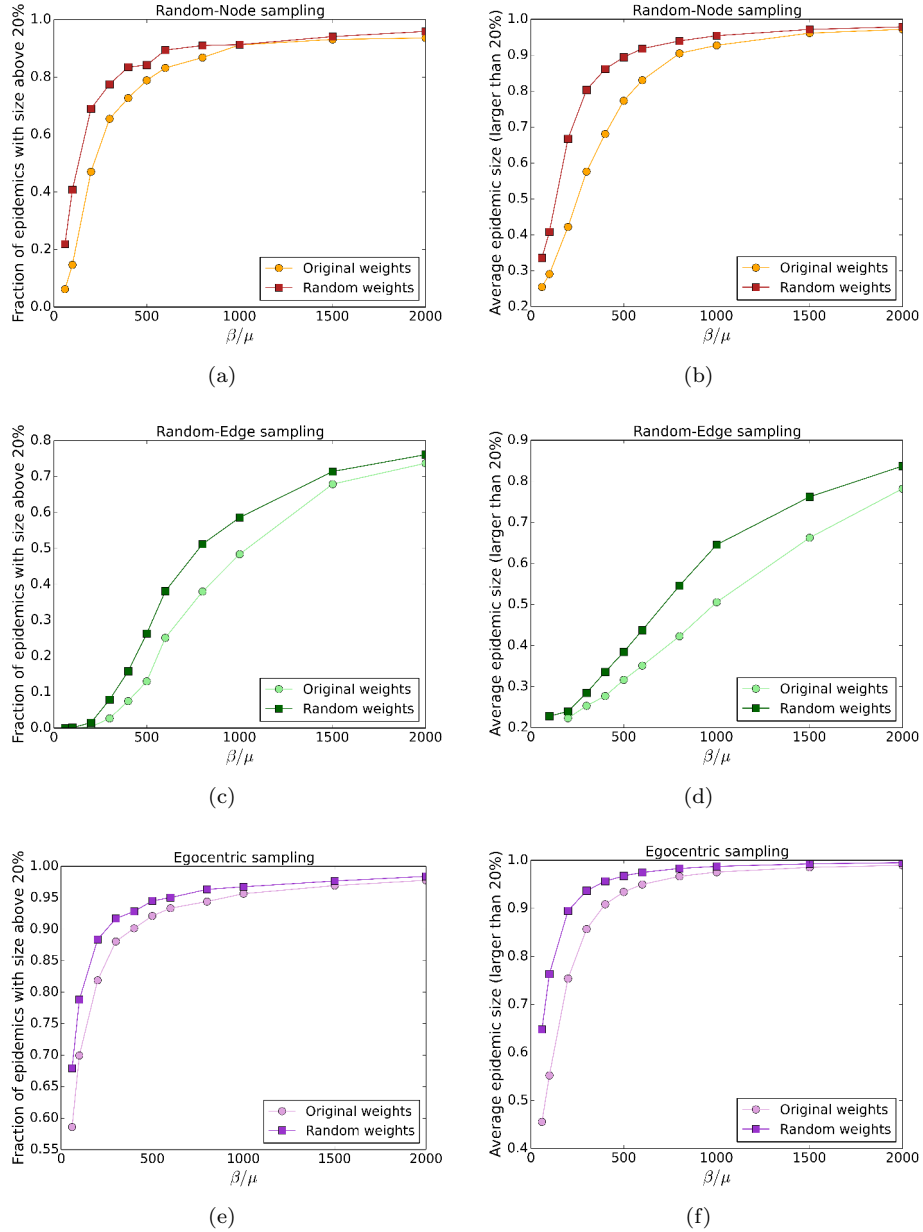 Random-Node sampling
Fraction of epidemics with size above 20%
1.0
0.8
0.6
0.4
0.2
0.0
0
500
1000
1500
2000
β/μ
Original weights
Random weights
(a)
Random-Node sampling
Average epidemic size (larger than 20%)
1.0
0.9
0.8
0.7
0.6
0.5
0.4
0.3
0.2
0
500
1000
1500
2000
β/μ
Original weights
Random weights
(b)
Random-Edge sampling
Fraction of epidemics with size above 20%
0.8
0.7
0.6
0.5
0.4
0.3
0.2
0.1
0.0
0
500
1000
1500
2000
β/μ
Original weights
Random weights
(c)
Random-Edge sampling
Average epidemic size (larger than 20%)
0.9
0.8
0.7
0.6
0.5
0.4
0.3
0.2
0
500
1000
1500
2000
β/μ
Original weights
Random weights
(d)
Egocentric sampling
Fraction of epidemics with size above 20%
1.00
0.95
0.90
0.85
0.80
0.75
0.70
0.65
0.60
0.55
0
500
1000
1500
2000
β/μ
Original weights
Random weights
(e)
Egocentric sampling
Average epidemic size (larger than 20%)
1.0
0.9
0.8
0.7
0.6
0.5
0.4
0
500
1000
1500
2000
β/μ
Original weights
Random weights
(f)